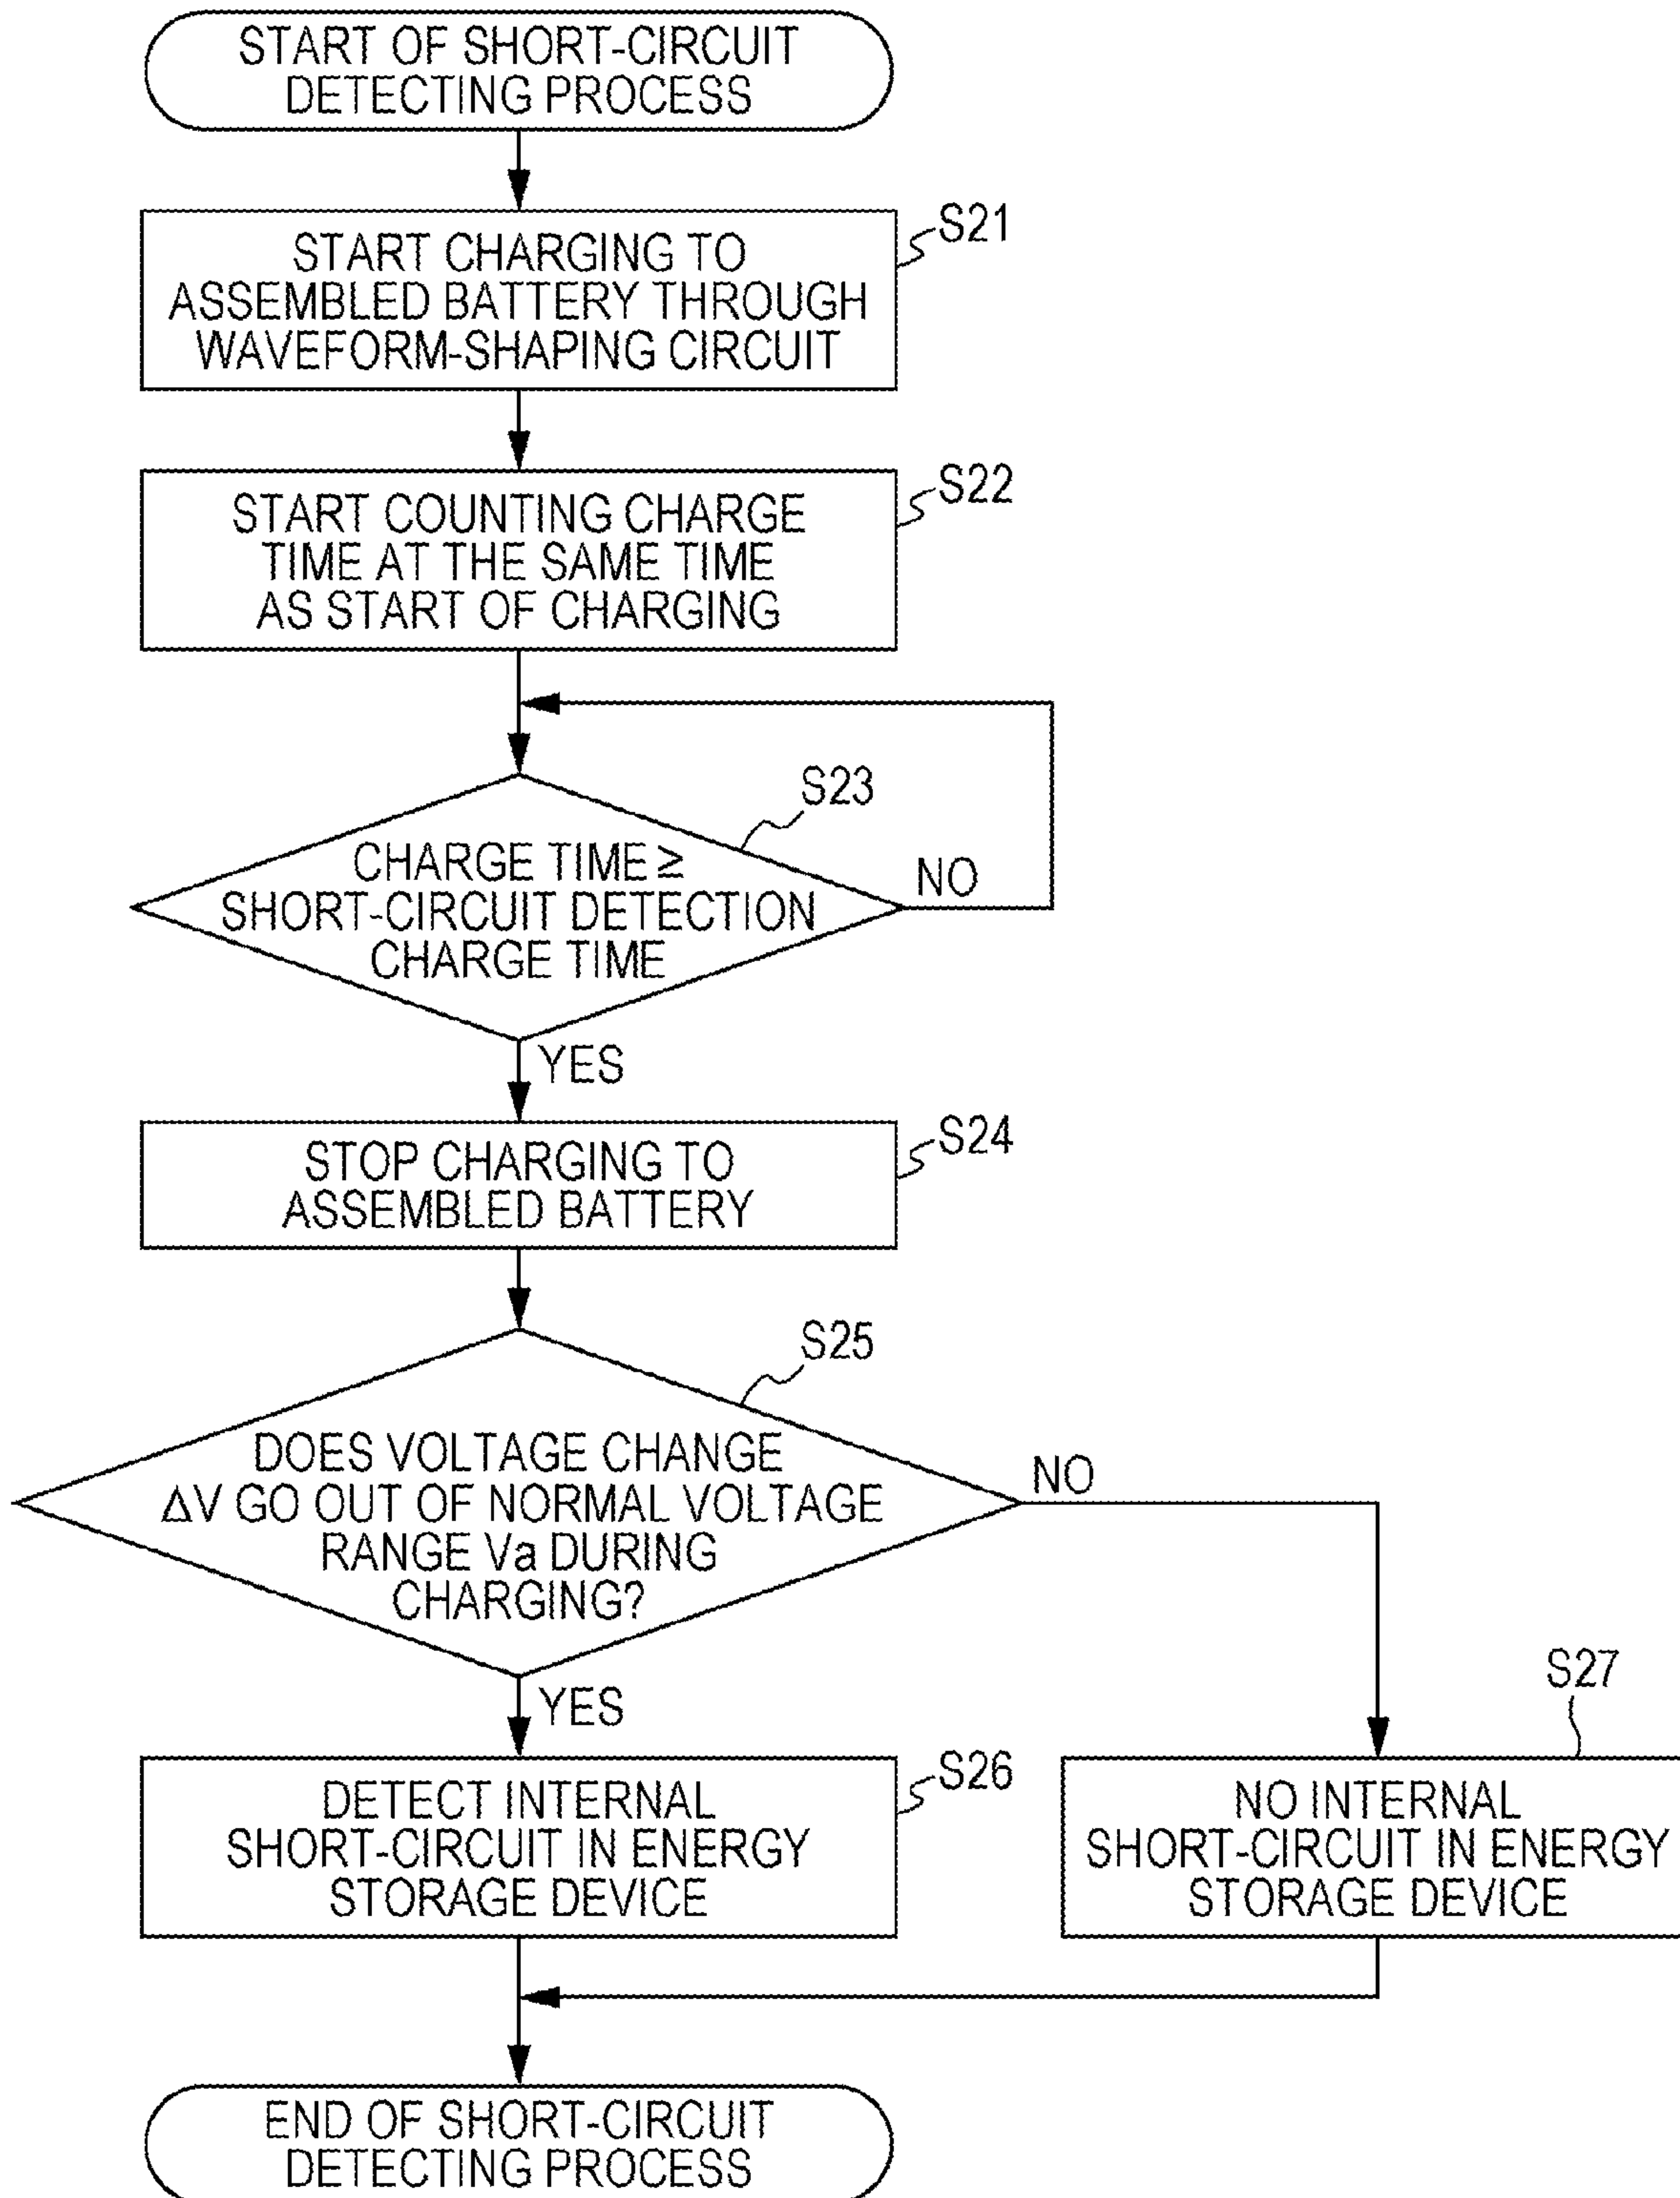 START OF SHORT-CIRCUIT
DETECTING PROCESS
S21
START CHARGING TO
ASSEMBLED BATTERY THROUGH
WAVEFORM-SHAPING CIRCUIT
S22
START COUNTING CHARGE
TIME AT THE SAME TIME
AS START OF CHARGING
S23
CHARGE TIME ≥
SHORT-CIRCUIT DETECTION
CHARGE TIME
NO
YES
S24
STOP CHARGING TO
ASSEMBLED BATTERY
S25
DOES VOLTAGE CHANGE
ΔV GO OUT OF NORMAL VOLTAGE
RANGE Va DURING
CHARGING?
NO
YES
S26
DETECT INTERNAL
SHORT-CIRCUIT IN ENERGY
STORAGE DEVICE
S27
NO INTERNAL
SHORT-CIRCUIT IN ENERGY
STORAGE DEVICE
END OF SHORT-CIRCUIT
DETECTING PROCESS